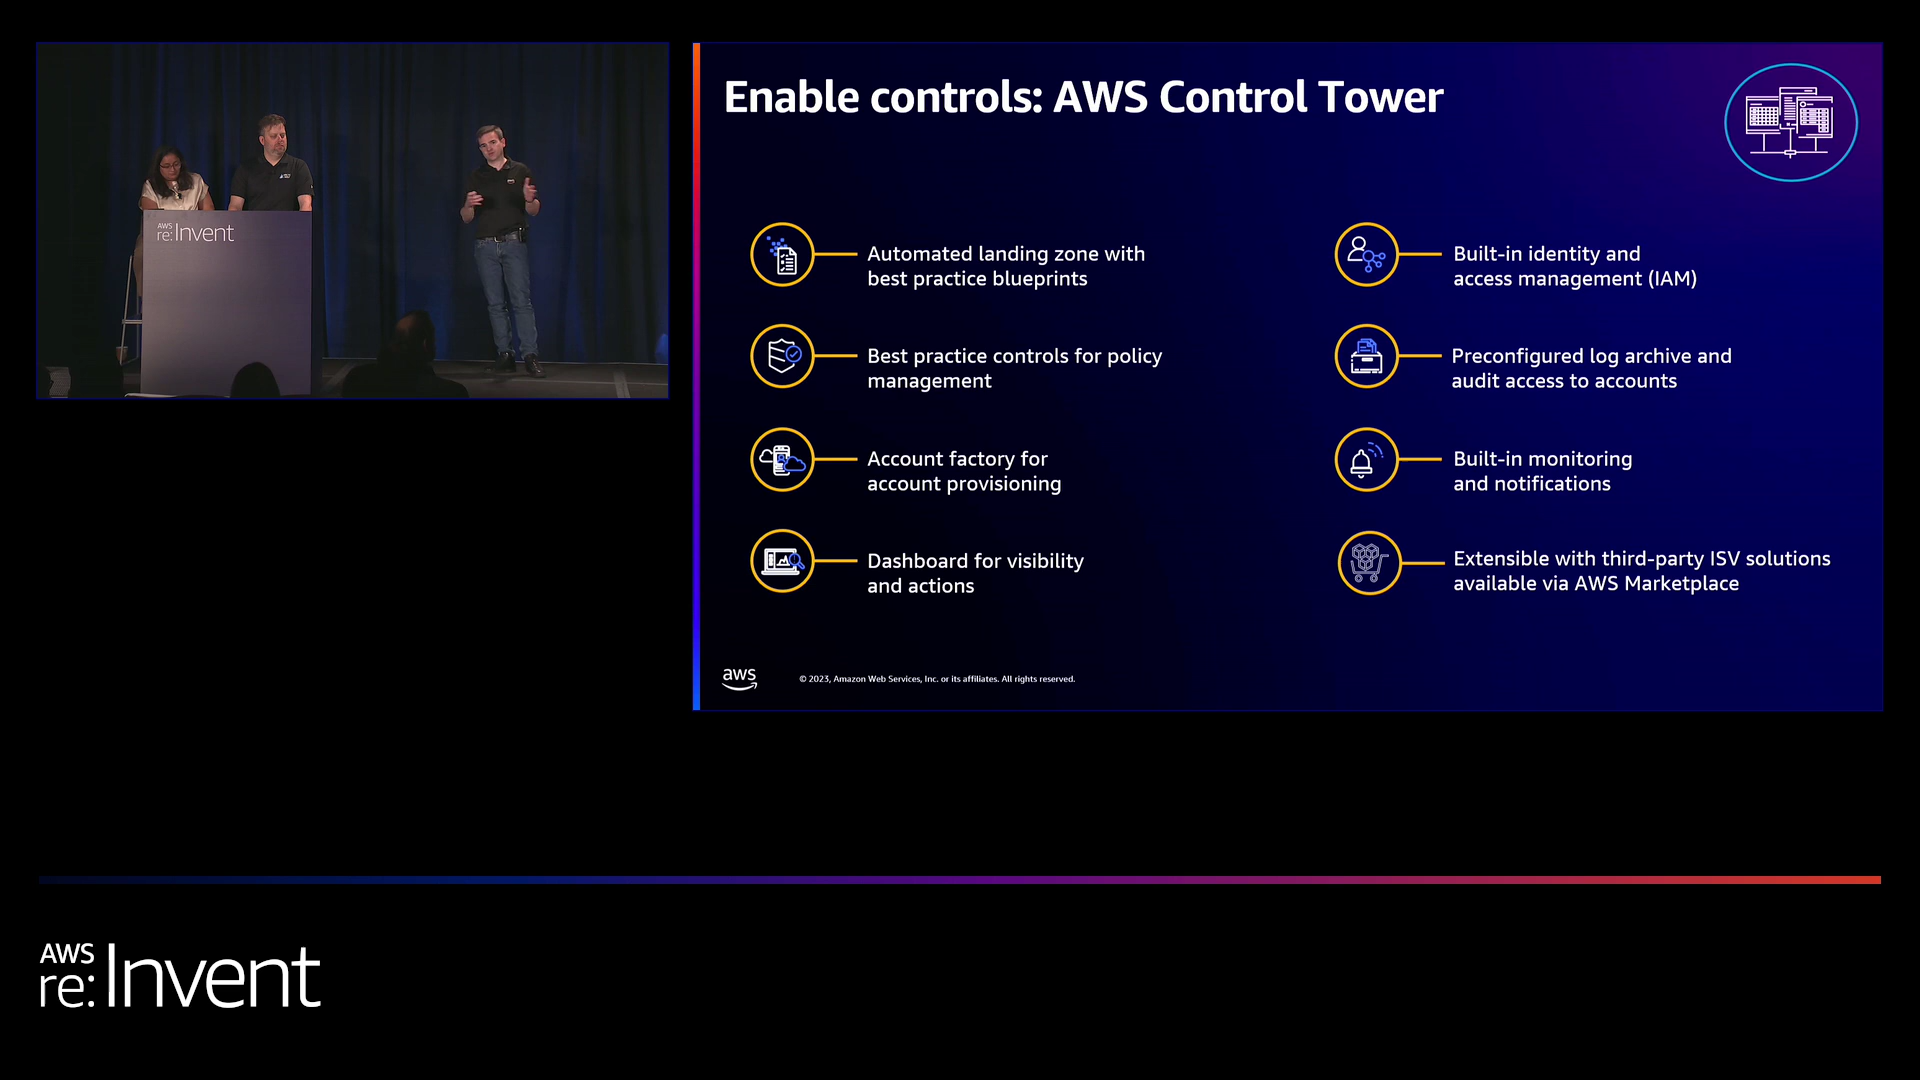 AWS
re:Invent
Enable controls: AWS Control Tower
Automated landing zone with
best practice blueprints
Best practice controls for policy
management
Account factory for
account provisioning
Dashboard for visibility
and actions
Built-in identity and
access management (IAM)
Preconfigured log archive and
audit access to accounts
Built-in monitoring
and notifications
Extensible with third-party ISV solutions
available via AWS Marketplace
aws
© 2023, Amazon Web Services, Inc. or its affiliates. All rights reserved.
AWS
re:Invent